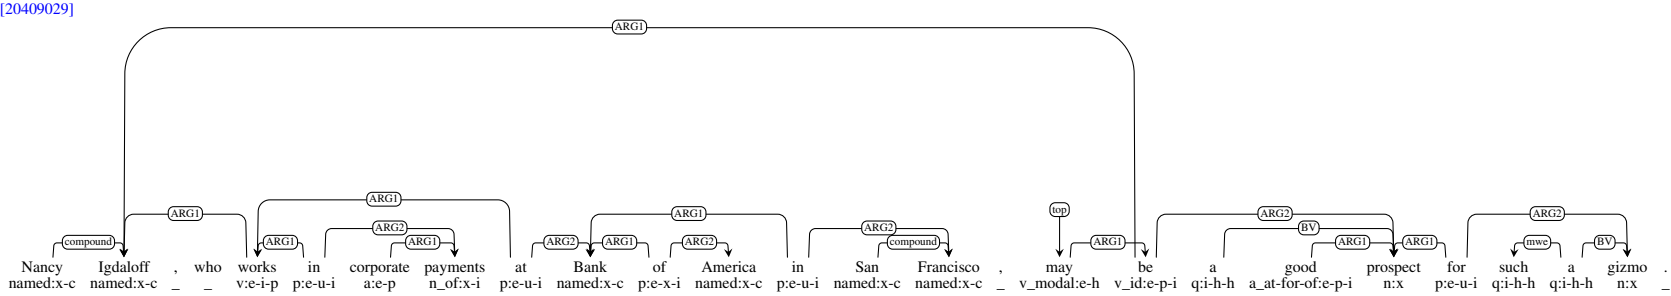 [20409029]
ARG1
ARG1
top
ARG1 ARG1 ARG2
ARG2 ARG2 BV
compound ARG1 ARG1 ARG2 ARG1 ARG2 compound ARG1 ARG1 ARG1 mwe BV
Nancy Igdaloff , who works in corporate payments at Bank of America in San Francisco , may be a good prospect for such a gizmo .
named:x-c named:x-c _ _ v:e-i-p p:e-u-i a:e-p n_of:x-i p:e-u-i named:x-c p:e-x-i named:x-c p:e-u-i named:x-c named:x-c _ v_modal:e-h v_id:e-p-i q:i-h-h a_at-for-of:e-p-i n:x p:e-u-i q:i-h-h q:i-h-h n:x _